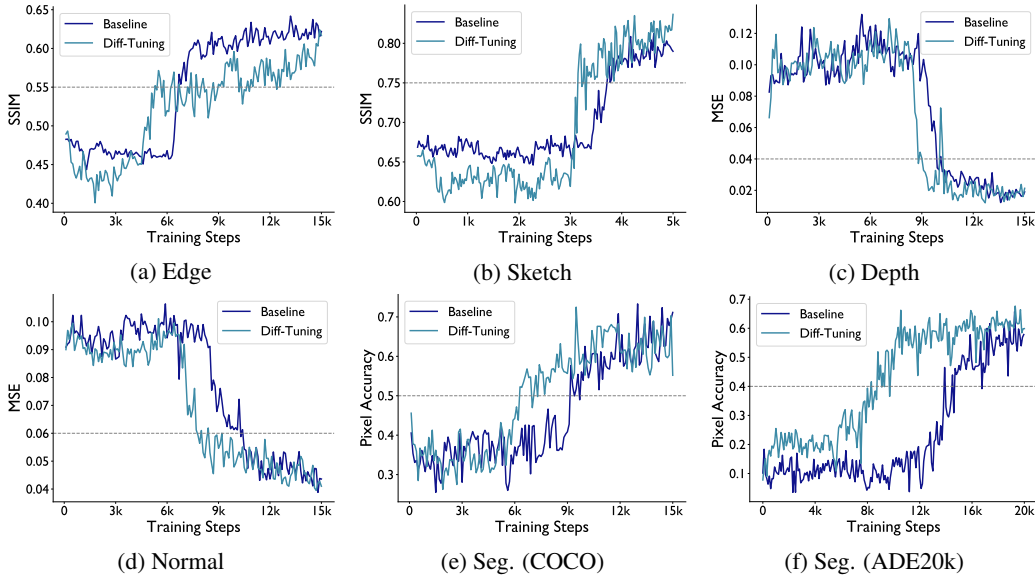 0.65
0.60
0.55
0.50
0.45
0.40
SSIM
Baseline
Diff-Tuning
0
3k
6k
9k
12k
15k
Training Steps
(a) Edge
0.80
0.75
0.70
0.65
0.60
SSIM
Baseline
Diff-Tuning
0
1k
2k
3k
4k
5k
Training Steps
(b) Sketch
0.12
0.10
0.08
0.06
0.04
0.02
MSE
Baseline
Diff-Tuning
0
3k
6k
9k
12k
15k
Training Steps
(c) Depth
0.10
0.09
0.08
0.07
0.06
0.05
0.04
MSE
Baseline
Diff-Tuning
0
3k
6k
9k
12k
15k
Training Steps
(d) Normal
0.7
0.6
0.5
0.4
0.3
Pixel Accuracy
Baseline
Diff-Tuning
0
3k
6k
9k
12k
15k
Training Steps
(e) Seg. (COCO)
0.7
0.6
0.5
0.4
0.3
0.2
0.1
Pixel Accuracy
Baseline
Diff-Tuning
0
4k
8k
12k
16k
20k
Training Steps
(f) Seg. (ADE20k)